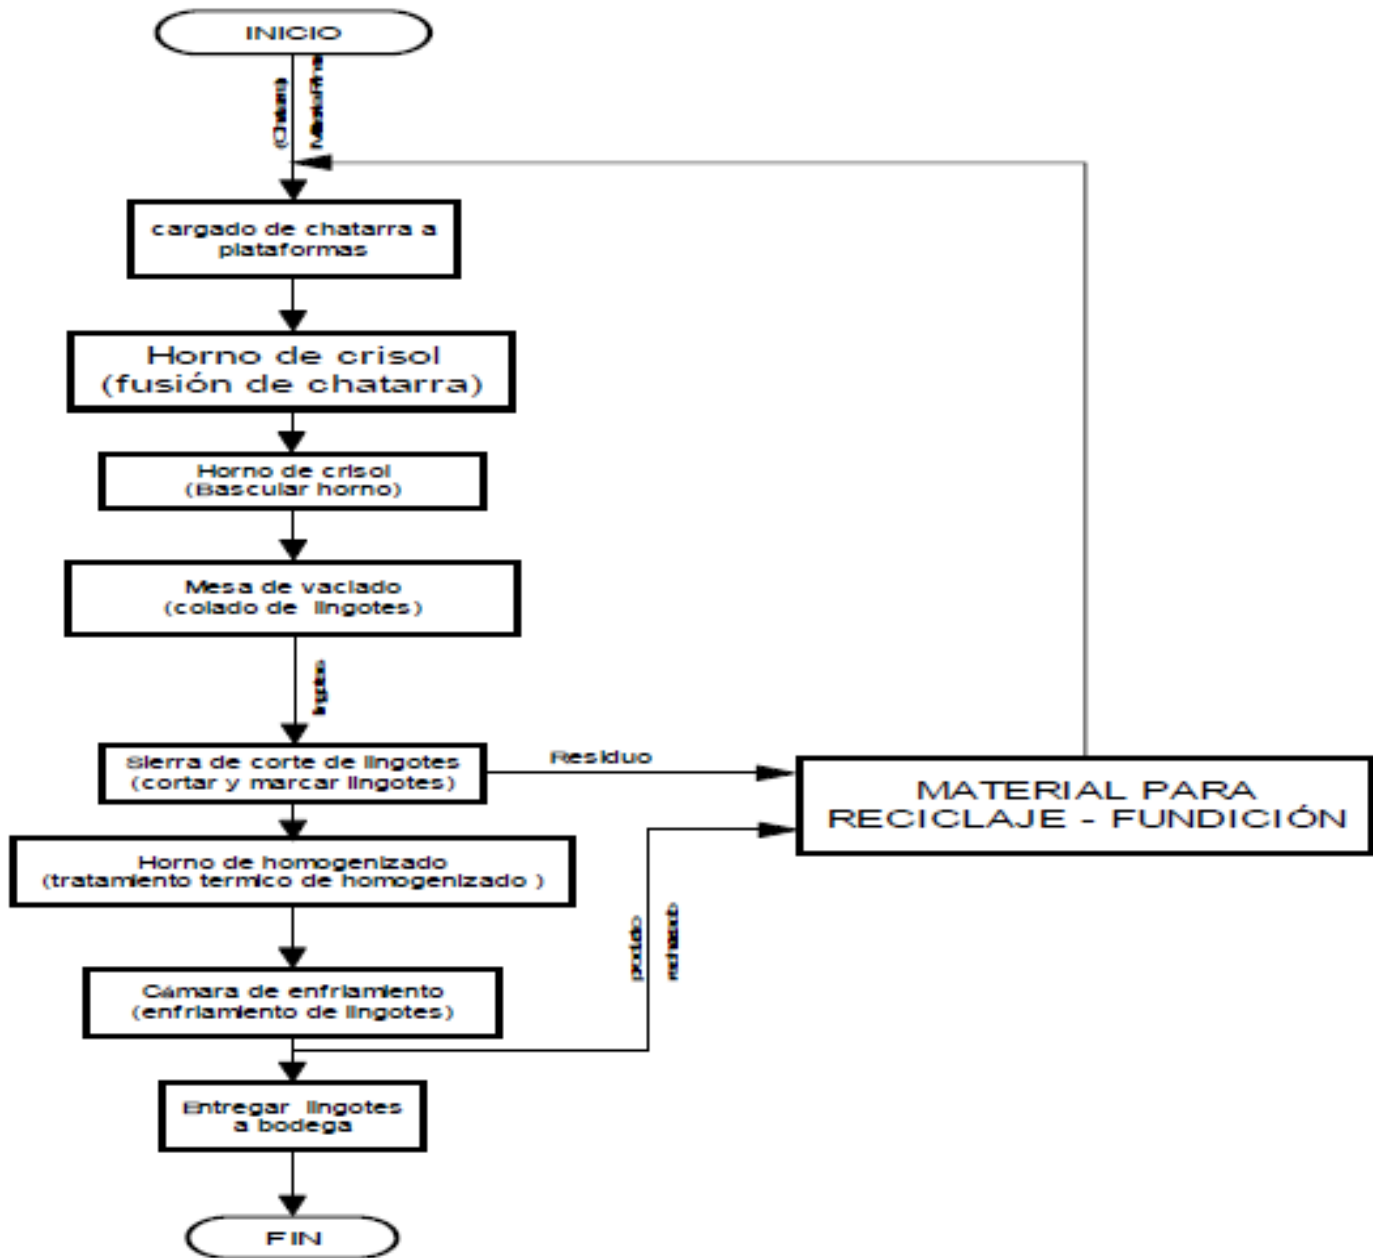 INICIO
(Chatarra)
Materia Prima
cargado de chatarra a
plataformas
Horno de crisol
(fusión de chatarra)
Horno de crisol
(Bascular horno)
Mesa de vaciado
(colado de lingotes)
lingotes
Sierra de corte de lingotes
(cortar y marcar lingotes)
Residuo
MATERIAL PARA
RECICLAJE - FUNDICIÓN
Horno de homogenizado
(tratamiento termico de homogenizado )
producto
rechazado
Cámara de enfriamiento
(enfriamiento de lingotes)
Entregar lingotes
a bodega
FIN